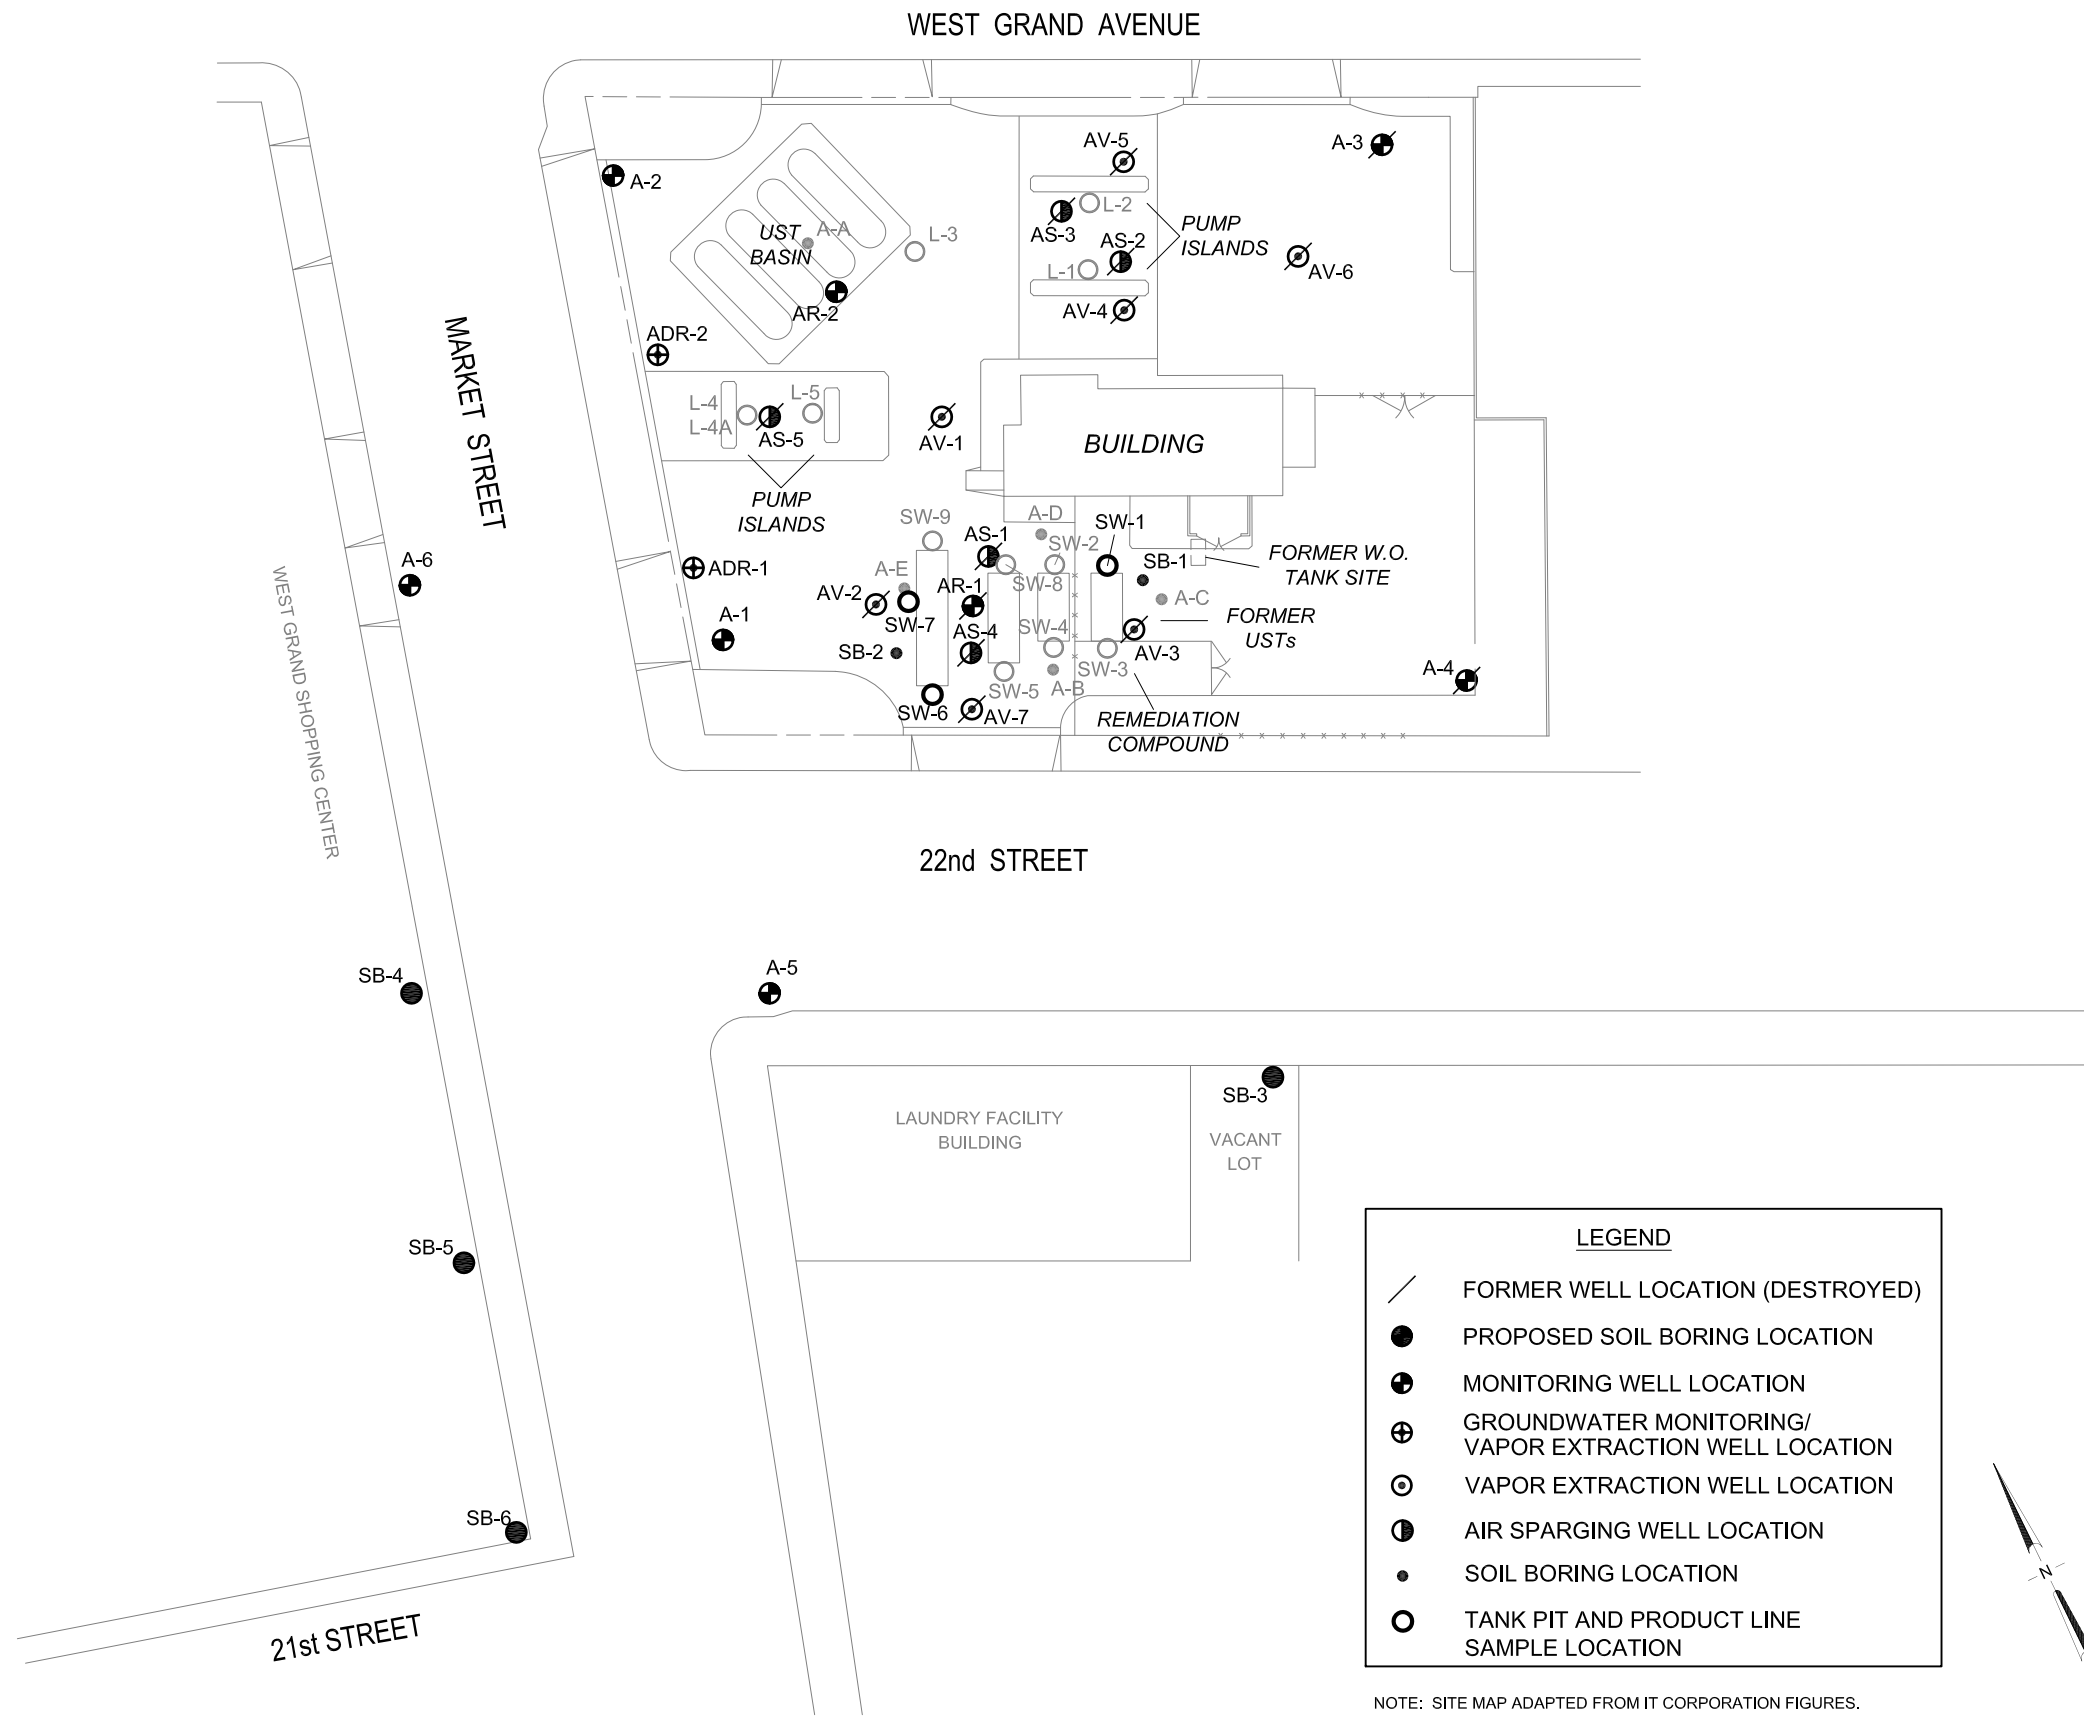 WEST GRAND AVENUE
A-3
AV-5
A-2
L-2
AS-3
PUMP
ISLANDS
A-A
UST
BASIN
L-3
AS-2
L-1
AV-6
AR-2
AV-4
ADR-2
MARKET STREET
L-4
L-4A
L-5
AS-5
AV-1
BUILDING
PUMP
ISLANDS
SW-9
A-D
SW-1
AS-1
SW-2
A-6
ADR-1
A-E
SW-8
SB-1
FORMER W.O.
TANK SITE
AV-2
AR-1
A-C
A-1
SW-7
AS-4
SW-4
FORMER
USTs
SB-2
AV-3
SW-3
A-4
SW-5
A-B
SW-6
AV-7
REMEDIATION
COMPOUND
WEST GRAND SHOPPING CENTER
22nd STREET
SB-4
A-5
SB-3
LAUNDRY FACILITY
BUILDING
VACANT
LOT
SB-5
SB-6
21st STREET
LEGEND
FORMER WELL LOCATION (DESTROYED)
PROPOSED SOIL BORING LOCATION
MONITORING WELL LOCATION
GROUNDWATER MONITORING/
VAPOR EXTRACTION WELL LOCATION
VAPOR EXTRACTION WELL LOCATION
AIR SPARGING WELL LOCATION
SOIL BORING LOCATION
TANK PIT AND PRODUCT LINE
SAMPLE LOCATION
N
NOTE: SITE MAP ADAPTED FROM IT CORPORATION FIGURES.